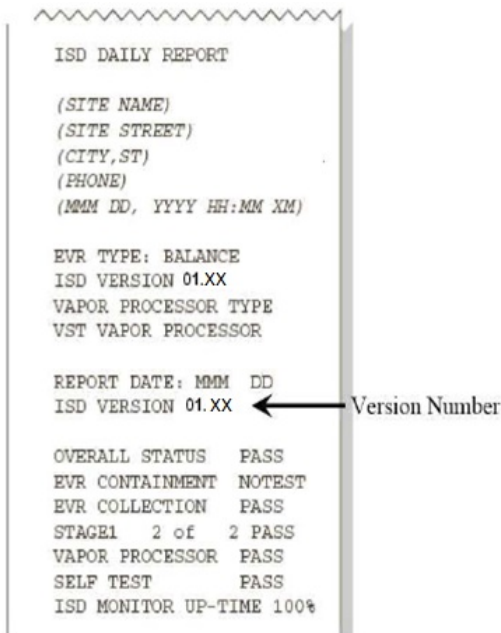 ISD DAILY REPORT
(SITE NAME)
(SITE STREET)
(CITY,ST)
(PHONE)
(MMM DD, YYYY HH:MM XM)
EVR TYPE: BALANCE
ISD VERSION 01.XX
VAPOR PROCESSOR TYPE
VST VAPOR PROCESSOR
REPORT DATE: MMM DD
ISD VERSION 01.XX
Version Number
OVERALL STATUS PASS
EVR CONTAINMENT NOTEST
EVR COLLECTION PASS
STAGE1 2 of 2 PASS
VAPOR PROCESSOR PASS
SELF TEST PASS
ISD MONITOR UP-TIME 100%